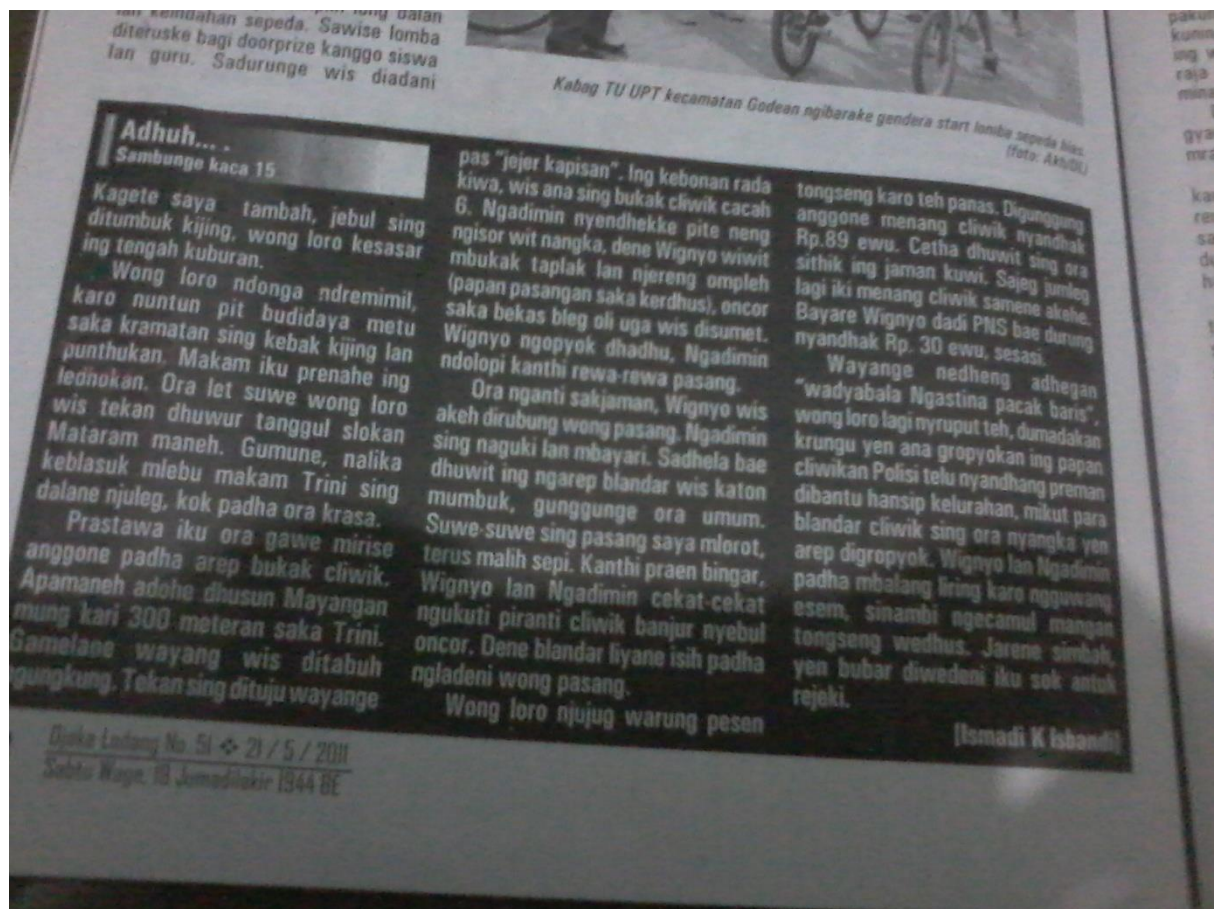 lan keindahan sepeda. Sawise lomba
diteruske bagi doorprize kanggo siswa
lan guru. Sadurunge wis diadani
Kabag TU UPT kecamatan Godean ngibarake gendera start lomba sepeda hias.
(foto: Akh/DL)
Adhuh... .
Sambunge kaca 15
Kagete saya tambah, jebul sing
ditumbuk kijing, wong loro kesasar
ing tengah kuburan.
Wong loro ndonga ndremimil,
karo nuntun pit budidaya metu
saka kramatan sing kebak kijing lan
punthukan. Makam iku prenahe ing
lednokan. Ora let suwe wong loro
wis tekan dhuwur tanggul slokan
Mataram maneh. Gumune, nalika
keblasuk mlebu makam Trini sing
dalane njuleg, kok padha ora krasa.
Prastawa iku ora gawe mirise
anggone padha arep bukak cliwik.
Apamaneh adohe dhusun Mayangan
mung kari 300 meteran saka Trini.
Gamelane wayang wis ditabuh
ngungkung. Tekan sing dituju wayange
pas "jejer kapisan". Ing kebonan rada
kiwa, wis ana sing bukak cliwik cacah
6. Ngadimin nyendhekke pite neng
ngisor wit nangka, dene Wignyo wiwit
mbukak taplak lan njereng ompleh
(papan pasangan saka kerdhus), oncor
saka bekas bleg oli uga wis disumet.
Wignyo ngopyok dhadhu, Ngadimin
ndolopi kanthi rewa-rewa pasang.
Ora nganti sakjaman, Wignyo wis
akeh dirubung wong pasang. Ngadimin
sing naguki lan mbayari. Sadhela bae
dhuwit ing ngarep blandar wis katon
mumbuk, gunggunge ora umum.
Suwe-suwe sing pasang saya mlorot,
terus malih sepi. Kanthi praen bingar,
Wignyo lan Ngadimin cekat-cekat
ngukuti piranti cliwik banjur nyebul
oncor. Dene blandar liyane isih padha
ngladeni wong pasang.
Wong loro njujug warung pesen
tongseng karo teh panas. Digunggung
anggone menang cliwik nyandhak
Rp.89 ewu. Cetha dhuwit sing ora
sithik ing jaman kuwi. Sajeg jumleg
lagi iki menang cliwik samene akehe.
Bayare Wignyo dadi PNS bae durung
nyandhak Rp. 30 ewu, sesasi.
Wayange nedheng adhegan
"wadyabala Ngastina pacak baris",
wong loro lagi nyruput teh, dumadakan
krungu yen ana gropyokan ing papan
cliwikan Polisi telu nyandhang preman
dibantu hansip kelurahan, mikut para
blandar cliwik sing ora nyangka yen
arep digropyok. Wignyo lan Ngadimin
padha mbalang liring karo ngguwang
esem, sinambi ngecamul mangan
tongseng wedhus. Jarene simbah,
yen bubar diwedeni iku sok antuk
rejeki.
[Ismadi K Isbandi]
Djaka Lodang No. 51 ❖ 21 / 5 / 2011
Sabtu Wage, 18 Jumadilakir 1944 BE